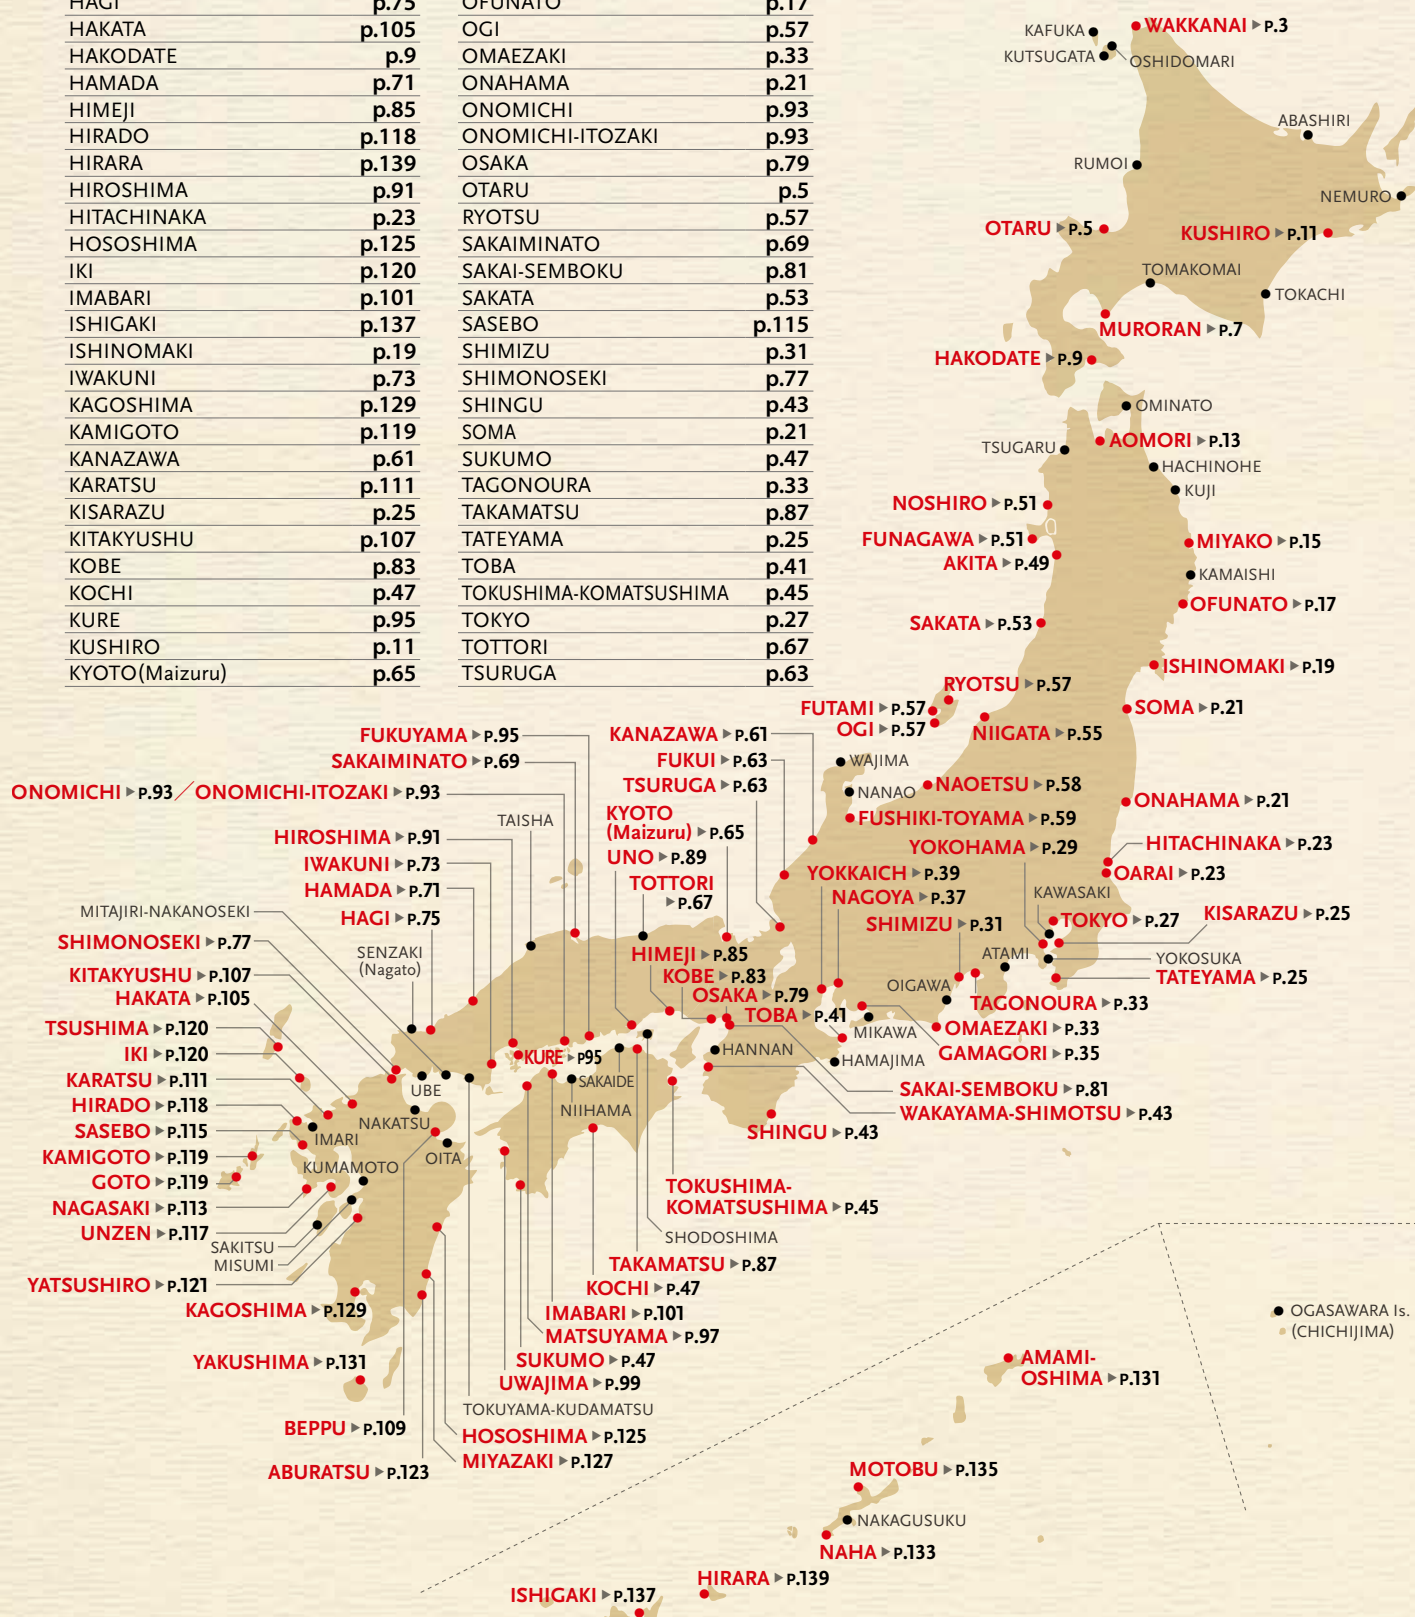 HAGI p.75
HAKATA p.105
HAKODATE p.9
HAMADA p.71
HIMEJI p.85
HIRADO p.118
HIRARA p.139
HIROSHIMA p.91
HITACHINAKA p.23
HOSOSHIMA p.125
IKI p.120
IMABARI p.101
ISHIGAKI p.137
ISHINOMAKI p.19
IWAKUNI p.73
KAGOSHIMA p.129
KAMIGOTO p.119
KANAZAWA p.61
KARATSU p.111
KISARAZU p.25
KITAKYUSHU p.107
KOBE p.83
KOCHI p.47
KURE p.95
KUSHIRO p.11
KYOTO(Maizuru) p.65
OFUNATO p.17
OGI p.57
OMAEZAKI p.33
ONAHAMA p.21
ONOMICHI p.93
ONOMICHI-ITOZAKI p.93
OSAKA p.79
OTARU p.5
RYOTSU p.57
SAKAIMINATO p.69
SAKAI-SEMBOKU p.81
SAKATA p.53
SASEBO p.115
SHIMIZU p.31
SHIMONOSEKI p.77
SHINGU p.43
SOMA p.21
SUKUMO p.47
TAGONOURA p.33
TAKAMATSU p.87
TATEYAMA p.25
TOBA p.41
TOKUSHIMA-KOMATSUSHIMA p.45
TOKYO p.27
TOTTORI p.67
TSURUGA p.63
KAFUKA
WAKKANAI ▶ P.3
KUTSUGATA
OSHIDOMARI
ABASHIRI
RUMOI
NEMURO
OTARU ▶ P.5
KUSHIRO ▶ P.11
TOMAKOMAI
TOKACHI
MURORAN ▶ P.7
HAKODATE ▶ P.9
OMINATO
TSUGARU
AOMORI ▶ P.13
HACHINOHE
KUJI
NOSHIRO ▶ P.51
FUNAGAWA ▶ P.51
MIYAKO ▶ P.15
AKITA ▶ P.49
KAMAISHI
OFUNATO ▶ P.17
SAKATA ▶ P.53
ISHINOMAKI ▶ P.19
RYOTSU ▶ P.57
FUTAMI ▶ P.57
SOMA ▶ P.21
OGI ▶ P.57
NIIGATA ▶ P.55
FUKUYAMA ▶ P.95
KANAZAWA ▶ P.61
SAKAIMINATO ▶ P.69
FUKUI ▶ P.63
WAJIMA
TSURUGA ▶ P.63
NAOETSU ▶ P.58
ONOMICHI ▶ P.93 / ONOMICHI-ITOZAKI ▶ P.93
NANAO
ONAHAMA ▶ P.21
TAISHA
KYOTO
(Maizuru) ▶ P.65
FUSHIKI-TOYAMA ▶ P.59
HIROSHIMA ▶ P.91
YOKOHAMA ▶ P.29
HITACHINAKA ▶ P.23
IWAKUNI ▶ P.73
UNO ▶ P.89
YOKKAICH ▶ P.39
OARAI ▶ P.23
HAMADA ▶ P.71
TOTTORI
▶ P.67
NAGOYA ▶ P.37
KAWASAKI
MITAJIRI-NAKANOSEKI
HAGI ▶ P.75
SHIMIZU ▶ P.31
TOKYO ▶ P.27
KISARAZU ▶ P.25
SHIMONOSEKI ▶ P.77
SENZAKI
(Nagato)
HIMEJI ▶ P.85
ATAMI
YOKOSUKA
KITAKYUSHU ▶ P.107
KOBE ▶ P.83
OIGAWA
TATEYAMA ▶ P.25
HAKATA ▶ P.105
OSAKA ▶ P.79
TAGONOURA ▶ P.33
TOBA ▶ P.41
TSUSHIMA ▶ P.120
MIKAWA
OMAEZAKI ▶ P.33
IKI ▶ P.120
KURE ▶ P95
HANNAN
GAMAGORI ▶ P.35
HAMAJIMA
KARATSU ▶ P.111
UBE
SAKAIDE
SAKAI-SEMBOKU ▶ P.81
HIRADO ▶ P.118
NIIHAMA
WAKAYAMA-SHIMOTSU ▶ P.43
NAKATSU
SASEBO ▶ P.115
IMARI
SHINGU ▶ P.43
KAMIGOTO ▶ P.119
OITA
KUMAMOTO
GOTO ▶ P.119
TOKUSHIMA-
KOMATSUSHIMA ▶ P.45
NAGASAKI ▶ P.113
UNZEN ▶ P.117
SHODOSHIMA
SAKITSU
MISUMI
TAKAMATSU ▶ P.87
YATSUSHIRO ▶ P.121
KOCHI ▶ P.47
KAGOSHIMA ▶ P.129
IMABARI ▶ P.101
OGASAWARA Is.
(CHICHIJIMA)
MATSUYAMA ▶ P.97
YAKUSHIMA ▶ P.131
SUKUMO ▶ P.47
AMAMI-
OSHIMA ▶ P.131
UWAJIMA ▶ P.99
TOKUYAMA-KUDAMATSU
BEPPU ▶ P.109
HOSOSHIMA ▶ P.125
MIYAZAKI ▶ P.127
ABURATSU ▶ P.123
MOTOBU ▶ P.135
NAKAGUSUKU
NAHA ▶ P.133
HIRARA ▶ P.139
ISHIGAKI ▶ P.137